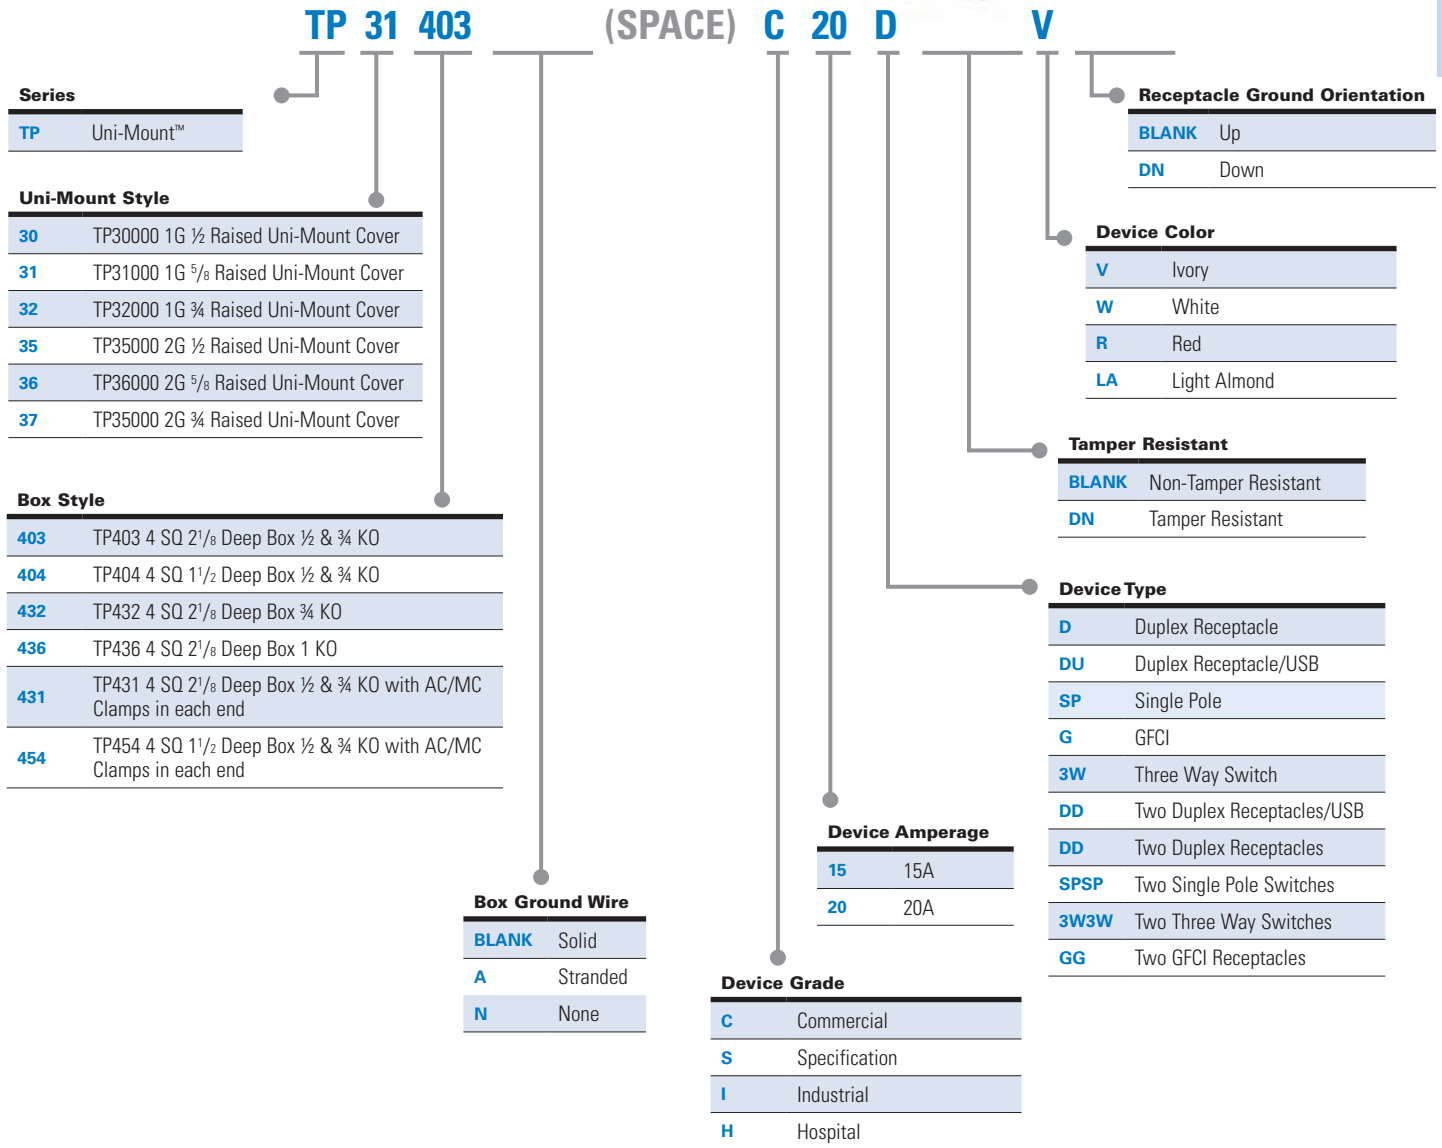 TP 31 403 (SPACE) C 20 D V
Series
TP Uni-Mount™
Uni-Mount Style
30 TP30000 1G ½ Raised Uni-Mount Cover
31 TP31000 1G 5/8 Raised Uni-Mount Cover
32 TP32000 1G ¾ Raised Uni-Mount Cover
35 TP35000 2G ½ Raised Uni-Mount Cover
36 TP36000 2G 5/8 Raised Uni-Mount Cover
37 TP35000 2G ¾ Raised Uni-Mount Cover
Box Style
403 TP403 4 SQ 2 1/8 Deep Box ½ & ¾ KO
404 TP404 4 SQ 1 1/2 Deep Box ½ & ¾ KO
432 TP432 4 SQ 2 1/8 Deep Box ¾ KO
436 TP436 4 SQ 2 1/8 Deep Box 1 KO
431 TP431 4 SQ 2 1/8 Deep Box ½ & ¾ KO with AC/MC
Clamps in each end
454 TP454 4 SQ 1 1/2 Deep Box ½ & ¾ KO with AC/MC
Clamps in each end
Box Ground Wire
BLANK Solid
A Stranded
N None
Device Grade
C Commercial
S Specification
I Industrial
H Hospital
Device Amperage
15 15A
20 20A
Device Type
D Duplex Receptacle
DU Duplex Receptacle/USB
SP Single Pole
G GFCI
3W Three Way Switch
DD Two Duplex Receptacles/USB
DD Two Duplex Receptacles
SPSP Two Single Pole Switches
3W3W Two Three Way Switches
GG Two GFCI Receptacles
Tamper Resistant
BLANK Non-Tamper Resistant
DN Tamper Resistant
Device Color
V Ivory
W White
R Red
LA Light Almond
Receptacle Ground Orientation
BLANK Up
DN Down